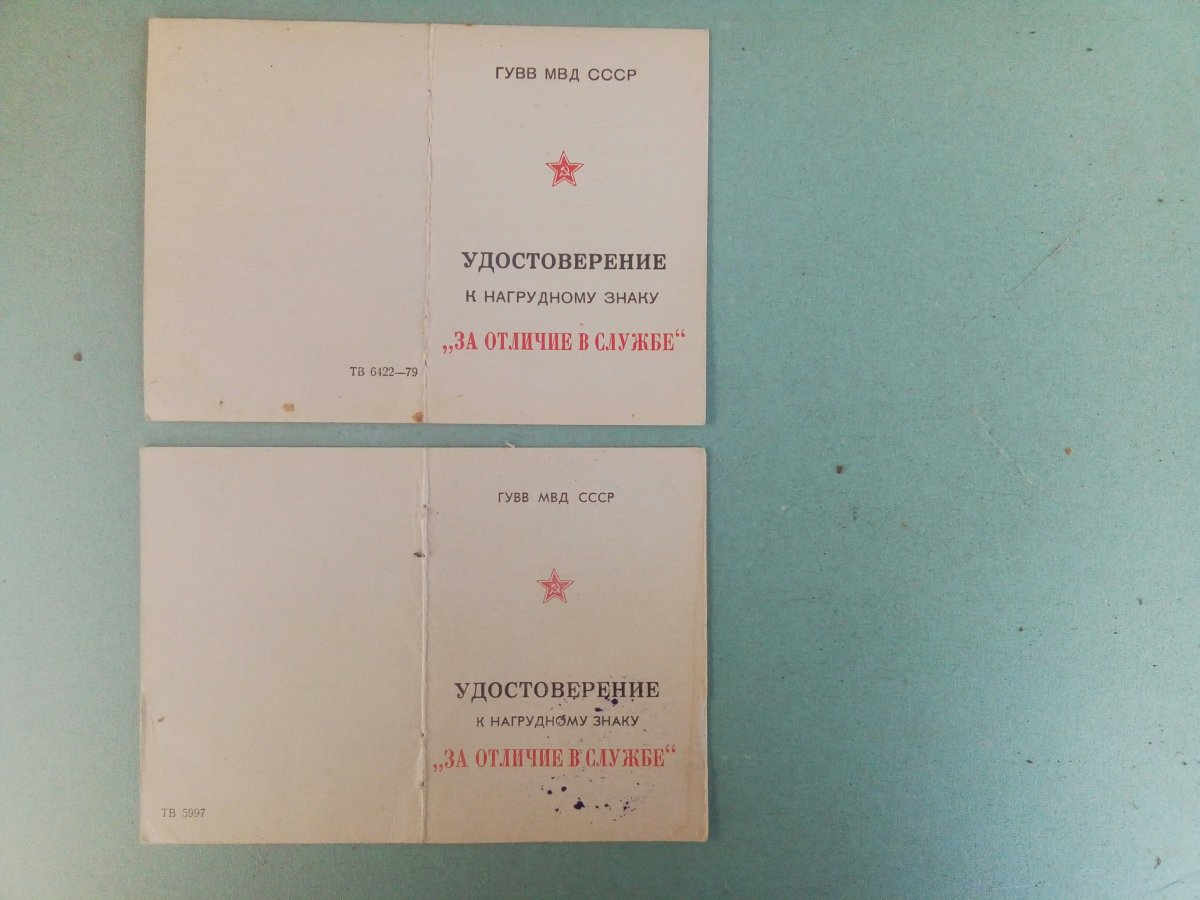 ГУВВ МВД СССР
УДОСТОВЕРЕНИЕ
К НАГРУДНОМУ ЗНАКУ
„ЗА ОТЛИЧИЕ В СЛУЖБЕ“
ТВ 6422—79
ГУВВ МВД СССР
УДОСТОВЕРЕНИЕ
К НАГРУДНОМУ ЗНАКУ
„ЗА ОТЛИЧИЕ В СЛУЖБЕ“
ТВ 5997